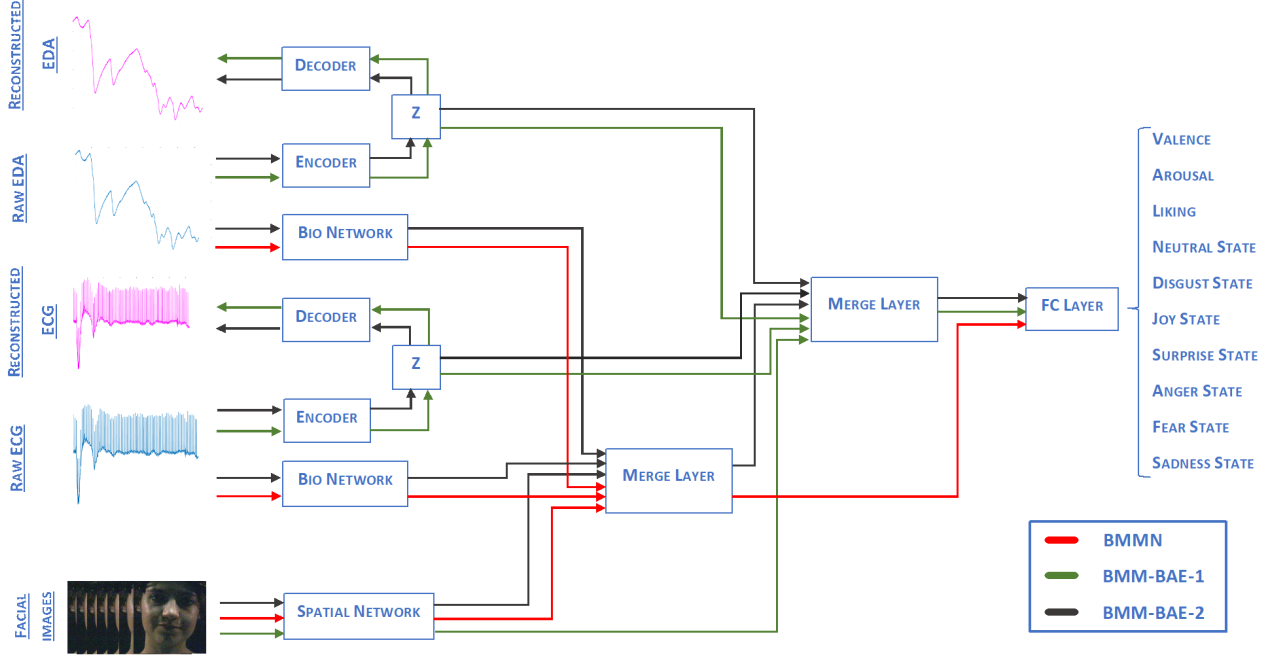 RECONSTRUCTED
EDA
DECODER
Z
RAW EDA
ENCODER
BIO NETWORK
RECONSTRUCTED
ECG
DECODER
Z
RAW ECG
ENCODER
BIO NETWORK
FACIAL
IMAGES
SPATIAL NETWORK
MERGE LAYER
MERGE LAYER
FC LAYER
VALENCE
AROUSAL
LIKING
NEUTRAL STATE
DISGUST STATE
JOY STATE
SURPRISE STATE
ANGER STATE
FEAR STATE
SADNESS STATE
BMMN
BMM-BAE-1
BMM-BAE-2